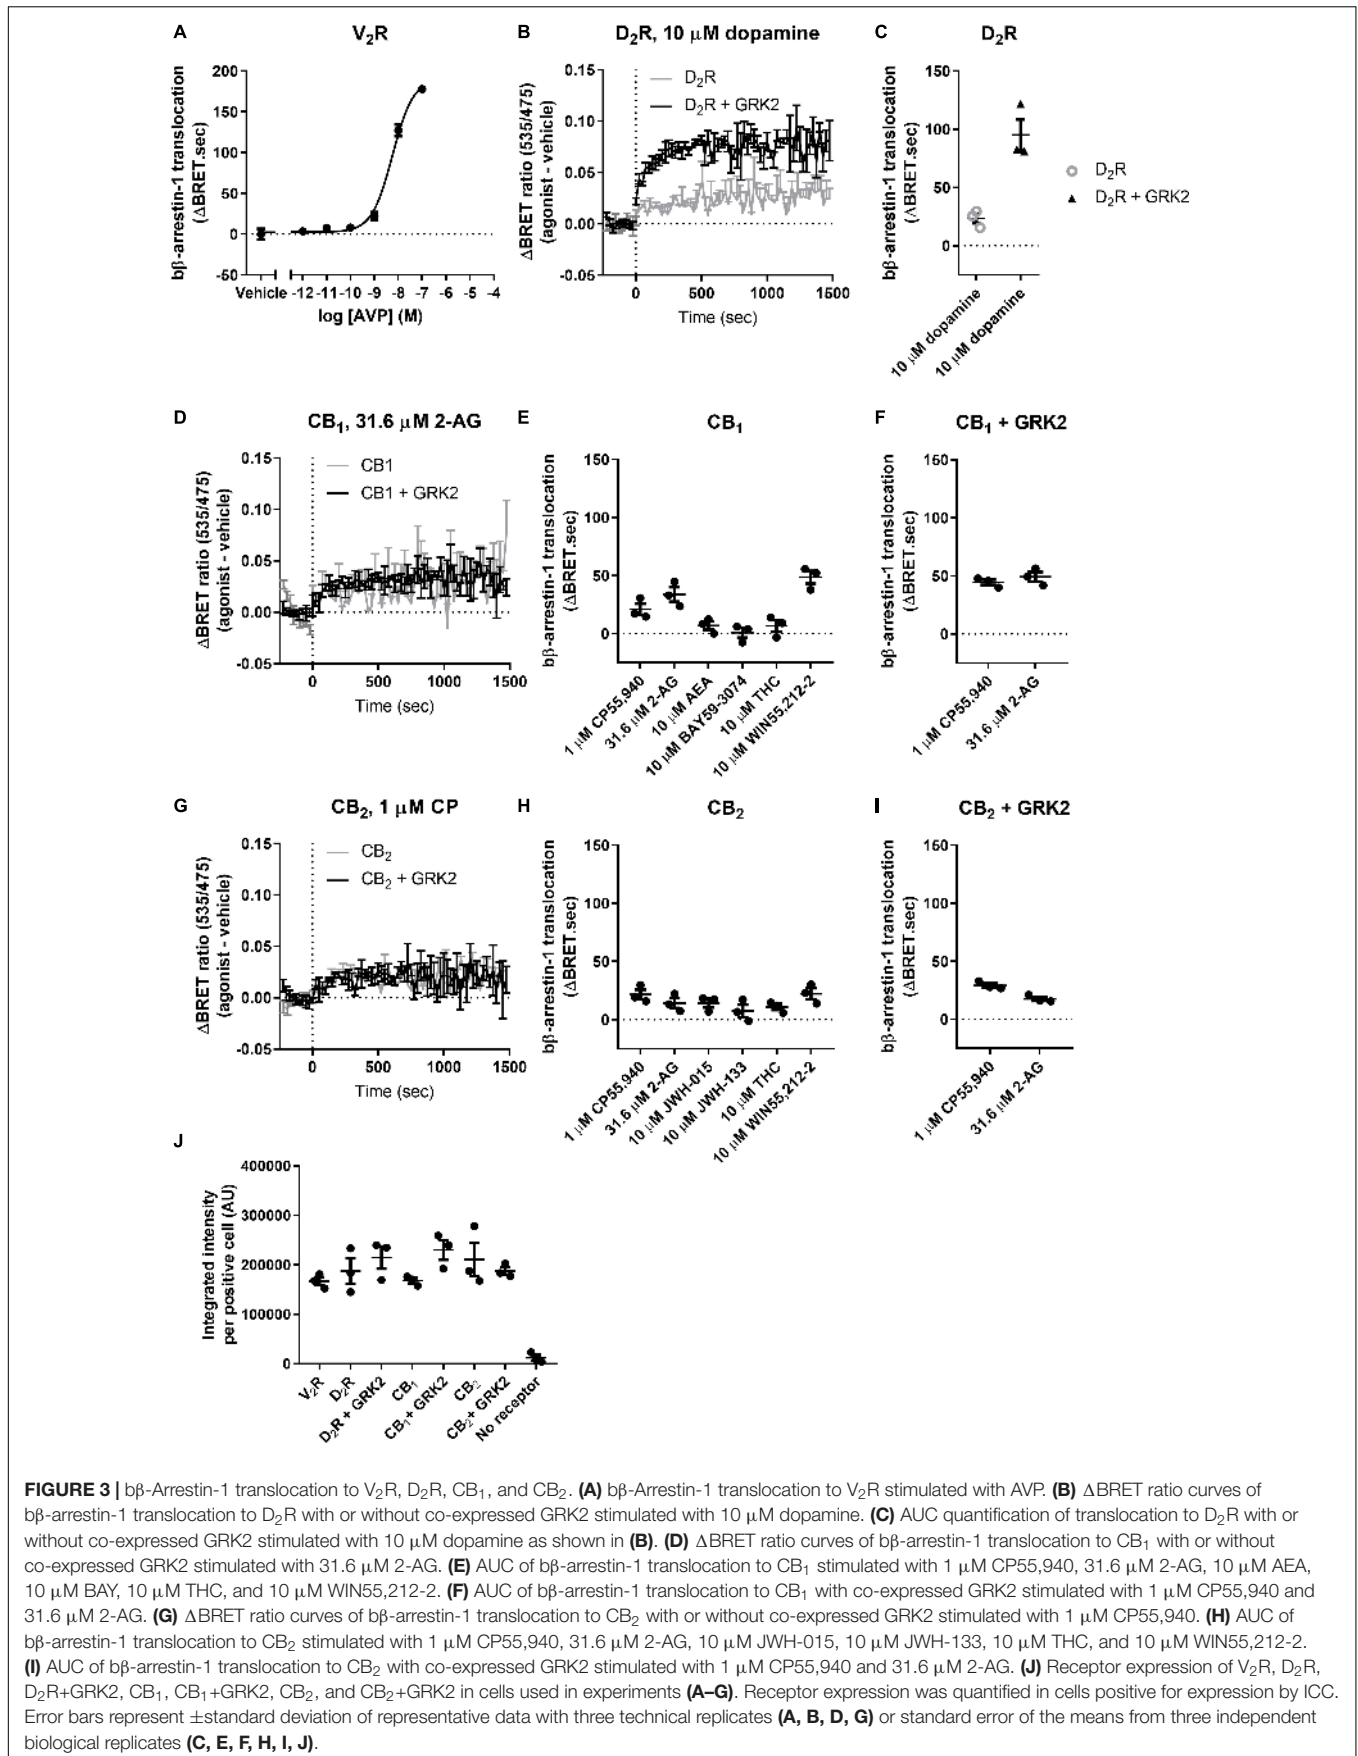 A
V₂R
bβ-arrestin-1 translocation
(ΔBRET.sec)
200
150
100
50
0
-50
Vehicle -12 -11 -10 -9 -8 -7 -6 -5 -4
log [AVP] (M)
B
D₂R, 10 μM dopamine
ΔBRET ratio (535/475)
(agonist - vehicle)
0.15
0.10
0.05
0.00
-0.05
D₂R
D₂R + GRK2
0 500 1000 1500
Time (sec)
C
D₂R
bβ-arrestin-1 translocation
(ΔBRET.sec)
150
100
50
0
10 μM dopamine
10 μM dopamine
D₂R
D₂R + GRK2
D
CB₁, 31.6 μM 2-AG
ΔBRET ratio (535/475)
(agonist - vehicle)
0.15
0.10
0.05
0.00
-0.05
CB1
CB1 + GRK2
0 500 1000 1500
Time (sec)
E
CB₁
bβ-arrestin-1 translocation
(ΔBRET.sec)
150
100
50
0
1 μM CP55,940
31.6 μM 2-AG
10 μM AEA
10 μM BAY59-3074
10 μM THC
10 μM WIN55,212-2
F
CB₁ + GRK2
bβ-arrestin-1 translocation
(ΔBRET.sec)
150
100
50
0
1 μM CP55,940
31.6 μM 2-AG
G
CB₂, 1 μM CP
ΔBRET ratio (535/475)
(agonist - vehicle)
0.15
0.10
0.05
0.00
-0.05
CB₂
CB₂ + GRK2
0 500 1000 1500
Time (sec)
H
CB₂
bβ-arrestin-1 translocation
(ΔBRET.sec)
150
100
50
0
1 μM CP55,940
31.6 μM 2-AG
10 μM JWH-015
10 μM JWH-133
10 μM THC
10 μM WIN55,212-2
I
CB₂ + GRK2
bβ-arrestin-1 translocation
(ΔBRET.sec)
150
100
50
0
1 μM CP55,940
31.6 μM 2-AG
J
Integrated intensity
per positive cell (AU)
400000
300000
200000
100000
0
V₂R
D₂R
D₂R + GRK2
CB₁
CB₁+ GRK2
CB₂
CB₂+ GRK2
No receptor
FIGURE 3 | bβ-Arrestin-1 translocation to V₂R, D₂R, CB₁, and CB₂. (A) bβ-Arrestin-1 translocation to V₂R stimulated with AVP. (B) ΔBRET ratio curves of
bβ-arrestin-1 translocation to D₂R with or without co-expressed GRK2 stimulated with 10 μM dopamine. (C) AUC quantification of translocation to D₂R with or
without co-expressed GRK2 stimulated with 10 μM dopamine as shown in (B). (D) ΔBRET ratio curves of bβ-arrestin-1 translocation to CB₁ with or without
co-expressed GRK2 stimulated with 31.6 μM 2-AG. (E) AUC of bβ-arrestin-1 translocation to CB₁ stimulated with 1 μM CP55,940, 31.6 μM 2-AG, 10 μM AEA,
10 μM BAY, 10 μM THC, and 10 μM WIN55,212-2. (F) AUC of bβ-arrestin-1 translocation to CB₁ with co-expressed GRK2 stimulated with 1 μM CP55,940 and
31.6 μM 2-AG. (G) ΔBRET ratio curves of bβ-arrestin-1 translocation to CB₂ with or without co-expressed GRK2 stimulated with 1 μM CP55,940. (H) AUC of
bβ-arrestin-1 translocation to CB₂ stimulated with 1 μM CP55,940, 31.6 μM 2-AG, 10 μM JWH-015, 10 μM JWH-133, 10 μM THC, and 10 μM WIN55,212-2.
(I) AUC of bβ-arrestin-1 translocation to CB₂ with co-expressed GRK2 stimulated with 1 μM CP55,940 and 31.6 μM 2-AG. (J) Receptor expression of V₂R, D₂R,
D₂R+GRK2, CB₁, CB₁+GRK2, CB₂, and CB₂+GRK2 in cells used in experiments (A–G). Receptor expression was quantified in cells positive for expression by ICC.
Error bars represent ±standard deviation of representative data with three technical replicates (A, B, D, G) or standard error of the means from three independent
biological replicates (C, E, F, H, I, J).